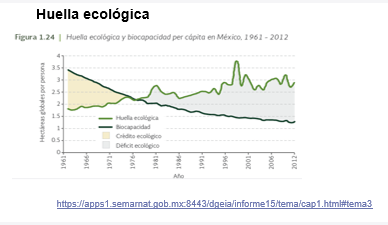 Huella ecológica
Figura 1.24 | Huella ecológica y biocapacidad per cápita en México, 1961 - 2012
Hectáreas globales por persona
4
3.5
3
2.5
2
1.5
1
0.5
0
Huella ecológica
Biocapacidad
Crédito ecológico
Déficit ecológico
1961
1966
1971
1976
1981
1986
1991
1996
2001
2006
2012
Año
https://apps1.semarnat.gob.mx:8443/dgeia/informe15/tema/cap1.html#tema3